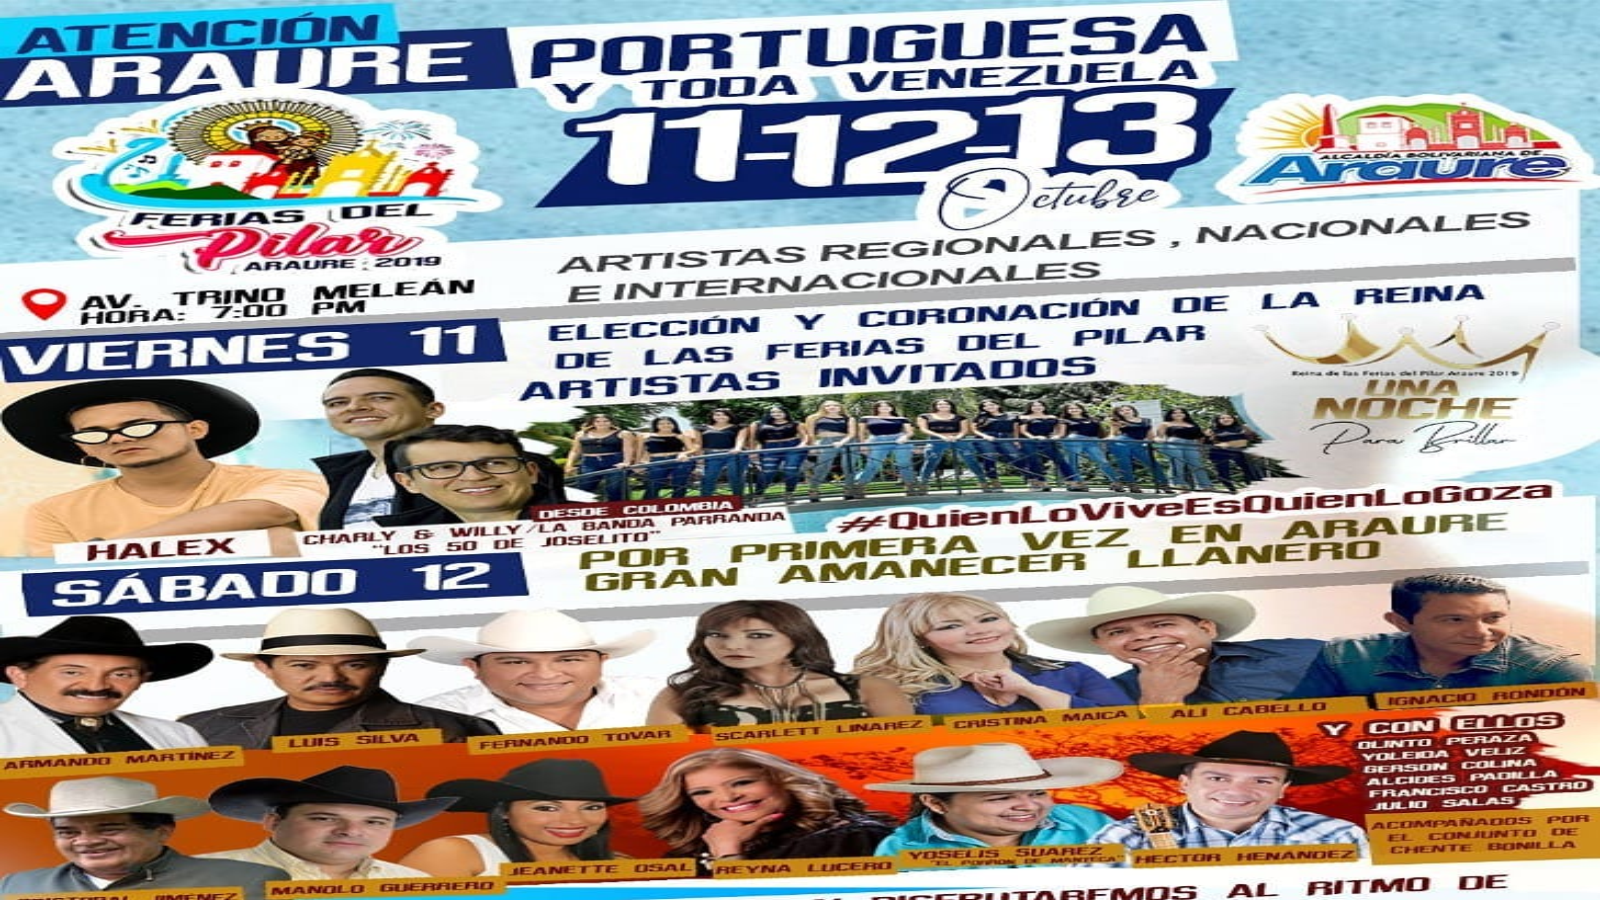 ATENCIÓN
ARAURE PORTUGUESA
Y TODA VENEZUELA
11-12-13
Octubre
FERIAS DEL
Pilar
ARAURE 2019
ALCALDÍA BOLIVARIANA DE
Araure
ARTISTAS REGIONALES , NACIONALES
E INTERNACIONALES
AV. TRINO MELEÁN
HORA: 7:00 PM
VIERNES 11
ELECCIÓN Y CORONACIÓN DE LA REINA
DE LAS FERIAS DEL PILAR
ARTISTAS INVITADOS
Reina de las Ferias del Pilar Araure 2019
UNA
NOCHE
Para Brillar
DESDE COLOMBIA
HALEX
CHARLY & WILLY/LA BANDA PARRANDA
"LOS 50 DE JOSELITO"
#QuienLoViveEsQuienLoGoza
SÁBADO 12
POR PRIMERA VEZ EN ARAURE
GRAN AMANECER LLANERO
ARMANDO MARTÍNEZ
LUIS SILVA
FERNANDO TOVAR
SCARLETT LINAREZ
CRISTINA MAICA
ALI CABELLO
IGNACIO RONDÓN
Y CON ELLOS
OLINTO PERAZA
YOLEIDA VELIZ
GERSON COLINA
ALCIDES PADILLA
FRANCISCO CASTRO
JULIO SALAS
ACOMPAÑADOS POR
EL CONJUNTO DE
CHENTE BONILLA
CRISTOBAL JIMÉNEZ
MANOLO GUERRERO
JEANETTE OSAL
REYNA LUCERO
YOSELIS SUAREZ
"EL PORRÓN DE MANTECA"
HECTOR HENANDEZ
DISFRUTAREMOS AL RITMO DE